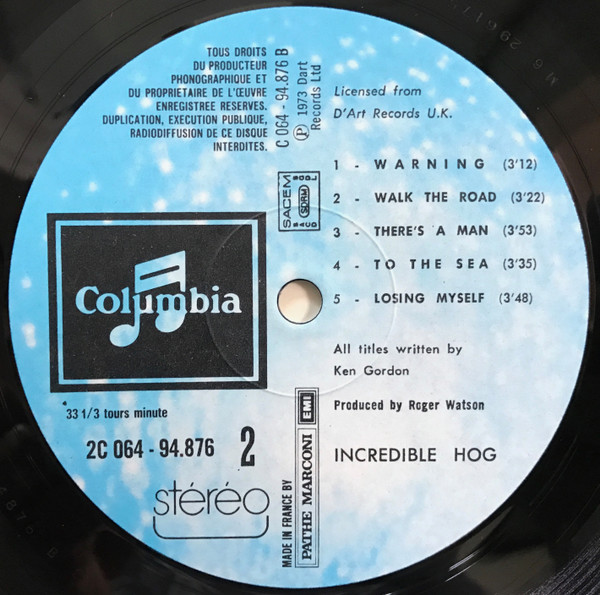 TOUS DROITS
DU PRODUCTEUR
PHONOGRAPHIQUE ET
DU PROPRIETAIRE DE L'ŒUVRE
ENREGISTREE RESERVES.
DUPLICATION, EXECUTION PUBLIQUE,
RADIODIFFUSION DE CE DISQUE
INTERDITES.
C 064 - 94.876 B
Ⓟ 1973 Dart
Records Ltd
Licensed from
D'Art Records U.K.
SACEM
SDRM
1 - WARNING (3'12)
2 - WALK THE ROAD (3'22)
3 - THERE'S A MAN (3'53)
4 - TO THE SEA (3'35)
5 - LOSING MYSELF (3'48)
Columbia
All titles written by
Ken Gordon
Produced by Roger Watson
INCREDIBLE HOG
33 1/3 tours minute
2C 064 - 94.876 2
stéréo
MADE IN FRANCE BY
PATHE MARCONI EMI